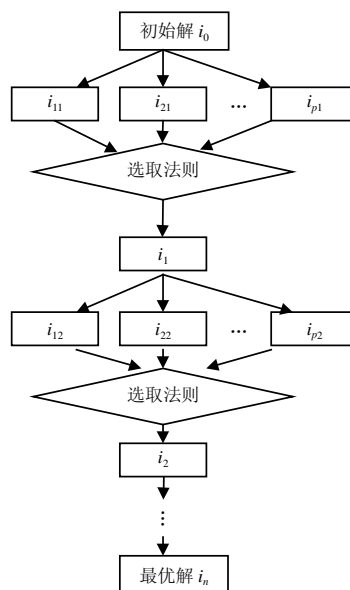 初始解 i₀
i₁₁ i₂₁ ... iₚ₁
选取法则
i₁
i₁₂ i₂₂ ... iₚ₂
选取法则
i₂
⋮
最优解 iₙ